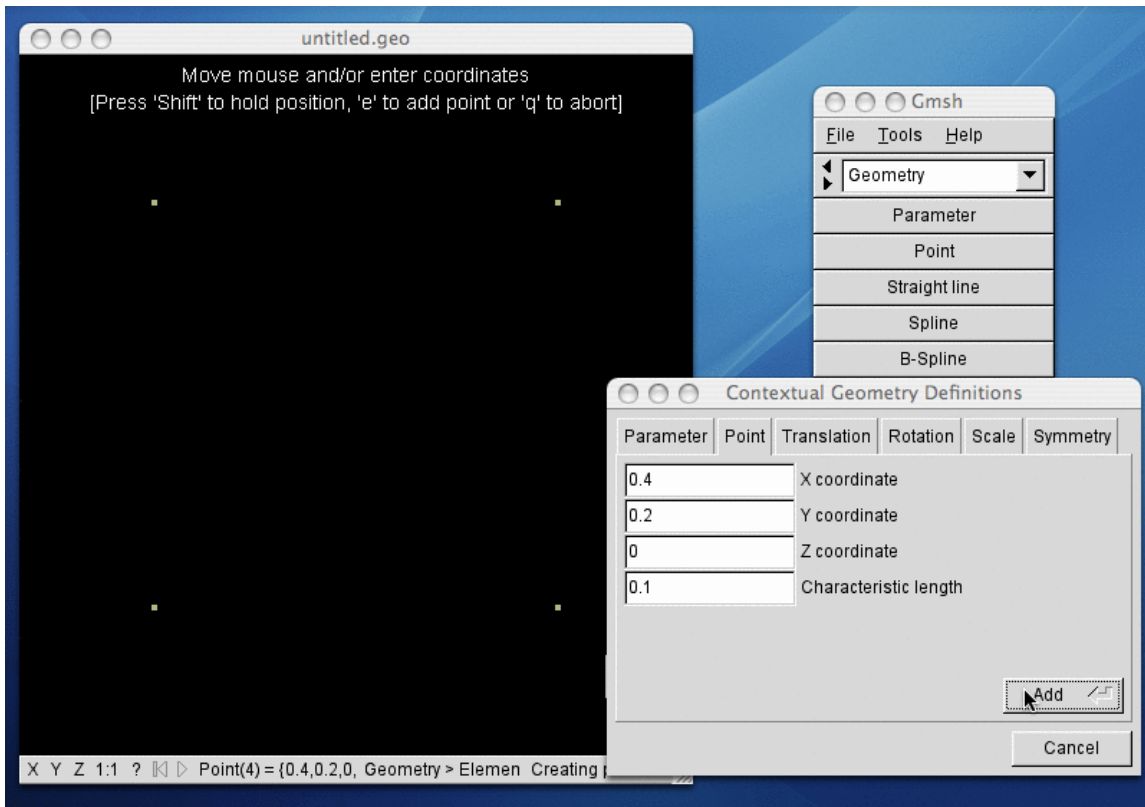 untitled.geo
Move mouse and/or enter coordinates
[Press 'Shift' to hold position, 'e' to add point or 'q' to abort]
X Y Z 1:1 ? Point(4) = {0.4,0.2,0, Geometry > Elemen Creating
Gmsh
File Tools Help
Geometry
Parameter
Point
Straight line
Spline
B-Spline
Contextual Geometry Definitions
Parameter Point Translation Rotation Scale Symmetry
0.4 X coordinate
0.2 Y coordinate
0 Z coordinate
0.1 Characteristic length
Add
Cancel